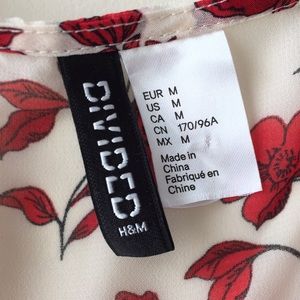 DIVIDED
H&M
EUR M
US M
CA M
CN 170/96A
MX M
Made in
China
Fabriqué en
Chine